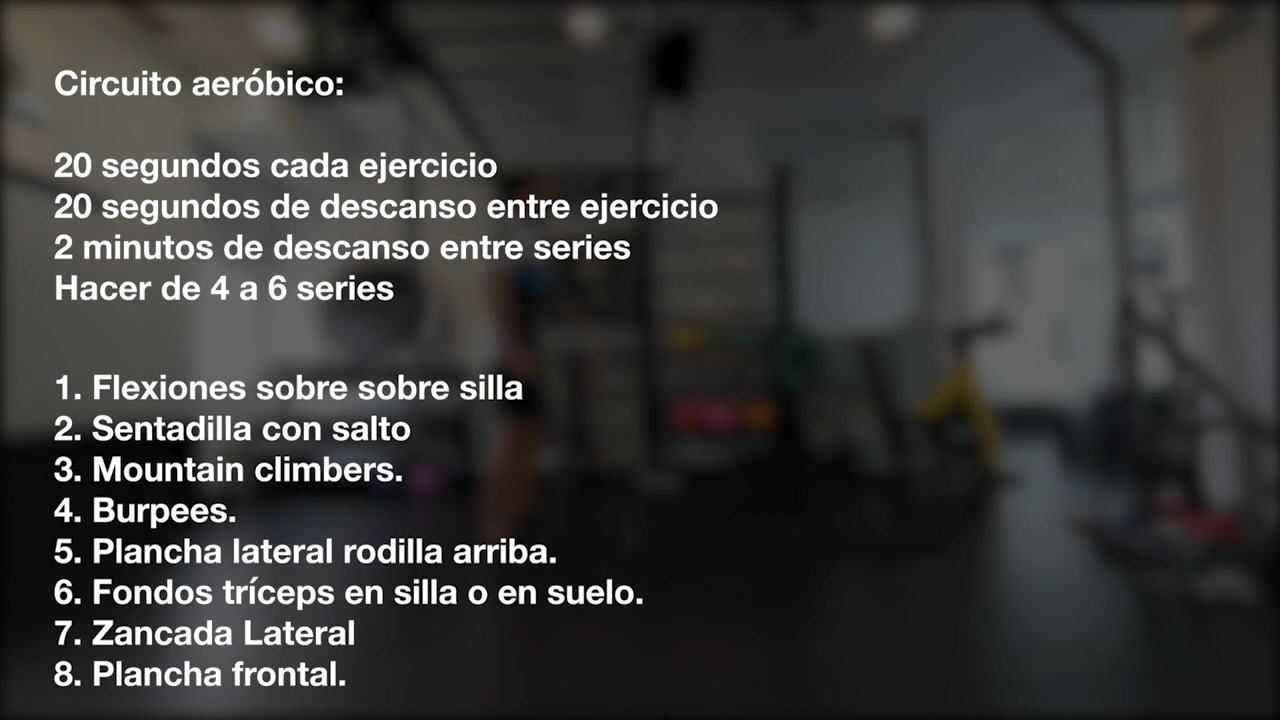 Circuito aeróbico:
20 segundos cada ejercicio
20 segundos de descanso entre ejercicio
2 minutos de descanso entre series
Hacer de 4 a 6 series
1. Flexiones sobre sobre silla
2. Sentadilla con salto
3. Mountain climbers.
4. Burpees.
5. Plancha lateral rodilla arriba.
6. Fondos tríceps en silla o en suelo.
7. Zancada Lateral
8. Plancha frontal.